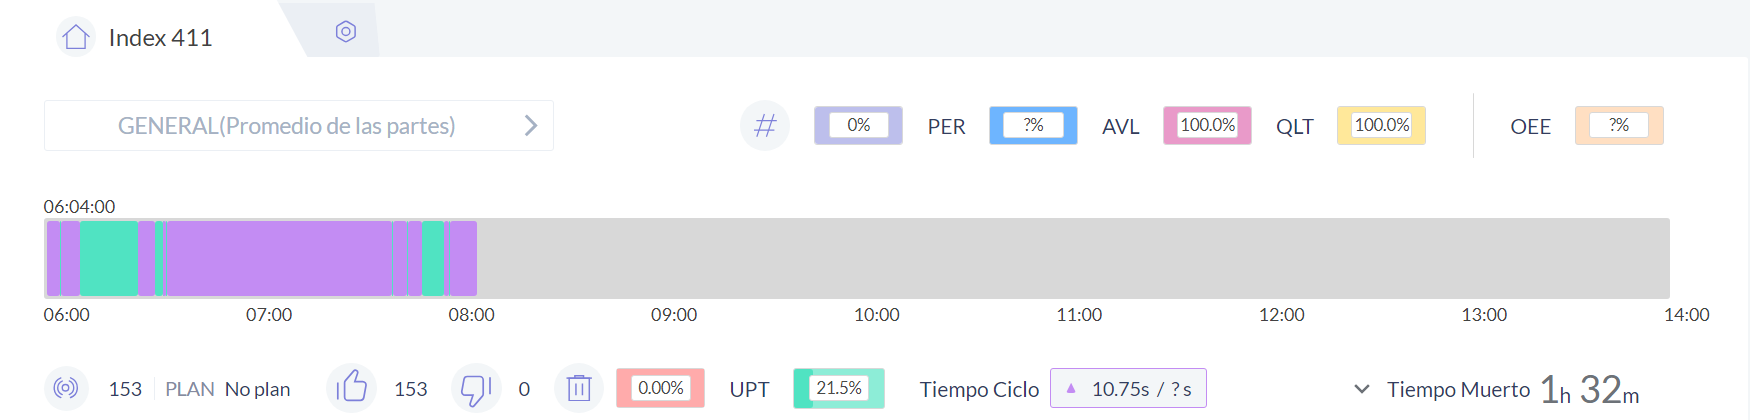 Index 411
GENERAL(Promedio de las partes)
# 0% PER ?% AVL 100.0% QLT 100.0% OEE ?%
06:04:00
06:00 07:00 08:00 09:00 10:00 11:00 12:00 13:00 14:00
153 PLAN No plan 153 0 0.00% UPT 21.5% Tiempo Ciclo ▲ 10.75s / ? s Tiempo Muerto 1h 32m